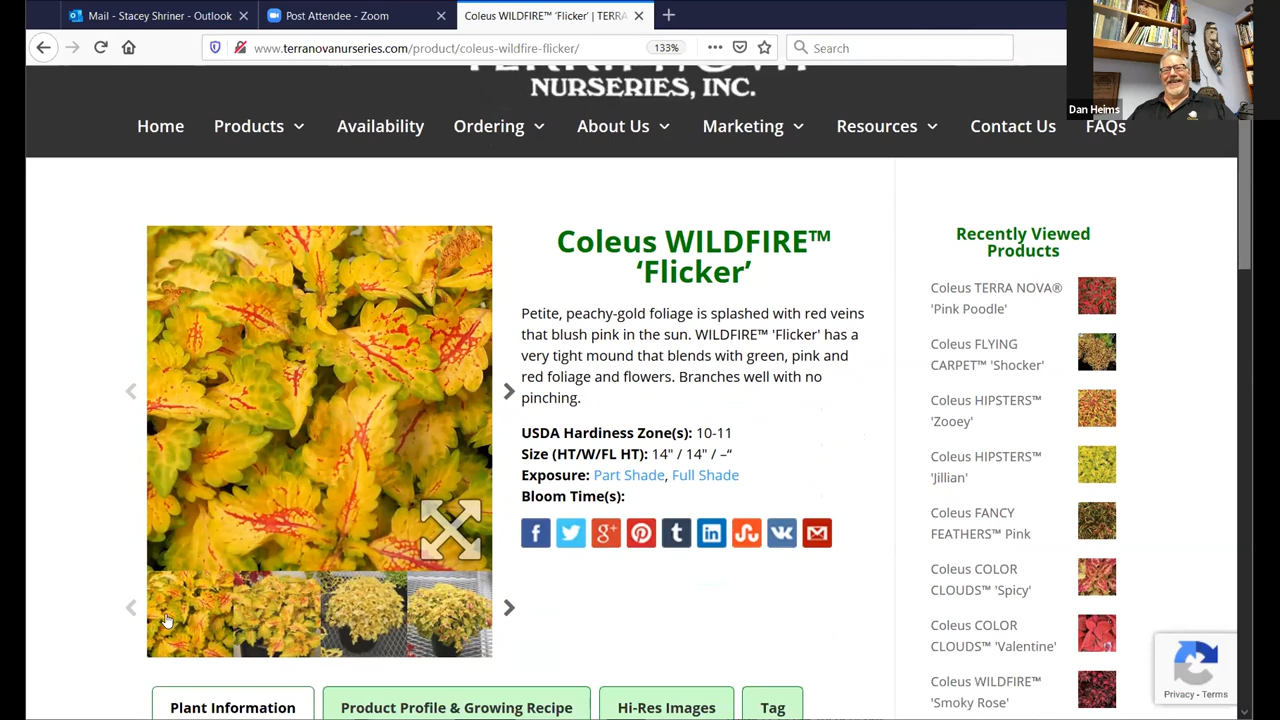 Mail - Stacey Shriner - Outlook
Post Attendee - Zoom
Coleus WILDFIRE™ ‘Flicker’ | TERRA
www.terranovanurseries.com/product/coleus-wildfire-flicker/
133%
Search
Dan Heims
TERRA NOVA
NURSERIES, INC.
Home
Products
Availability
Ordering
About Us
Marketing
Resources
Contact Us
FAQs
Coleus WILDFIRE™
‘Flicker’
Petite, peachy-gold foliage is splashed with red veins
that blush pink in the sun. WILDFIRE™ 'Flicker' has a
very tight mound that blends with green, pink and
red foliage and flowers. Branches well with no
pinching.
USDA Hardiness Zone(s): 10-11
Size (HT/W/FL HT): 14" / 14" / –“
Exposure: Part Shade, Full Shade
Bloom Time(s):
Recently Viewed
Products
Coleus TERRA NOVA®
'Pink Poodle'
Coleus FLYING
CARPET™ 'Shocker'
Coleus HIPSTERS™
'Zooey'
Coleus HIPSTERS™
'Jillian'
Coleus FANCY
FEATHERS™ Pink
Coleus COLOR
CLOUDS™ 'Spicy'
Coleus COLOR
CLOUDS™ 'Valentine'
Coleus WILDFIRE™
'Smoky Rose'
Privacy - Terms
Plant Information
Product Profile & Growing Recipe
Hi-Res Images
Tag